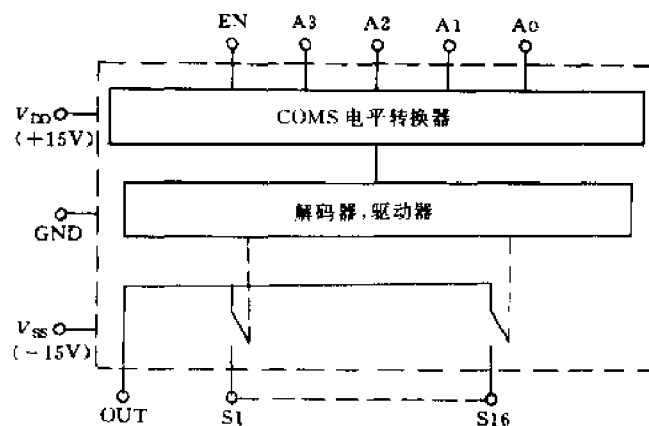 EN A3 A2 A1 A0
COMS 电平转换器
VDD
(+15V)
解码器,驱动器
GND
VSS
(-15V)
OUT S1 S16